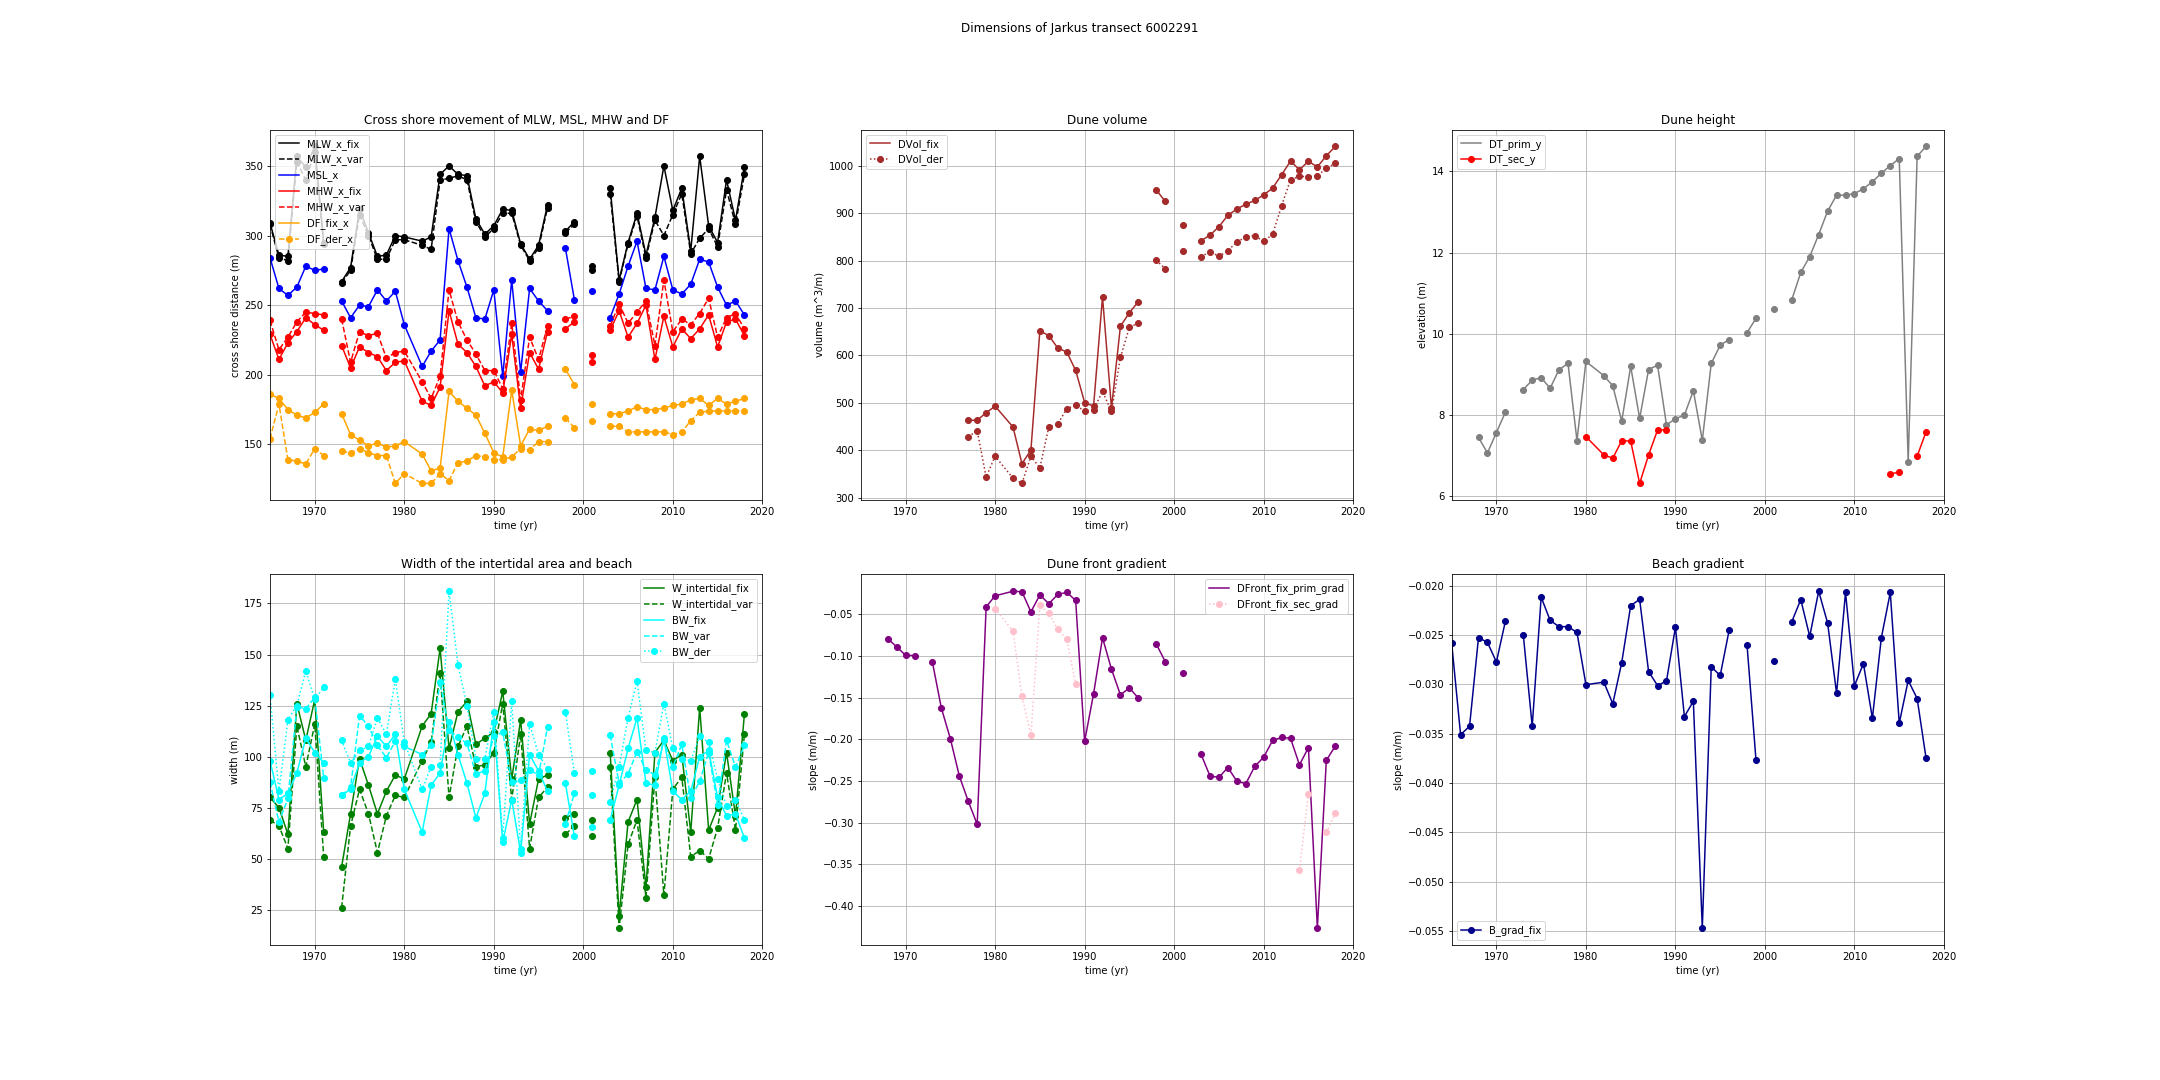 Dimensions of Jarkus transect 6002291
Cross shore movement of MLW, MSL, MHW and DF
MLW_x_fix
MLW_x_var
MSL_x
MHW_x_fix
MHW_x_var
DF_fix_x
DF_der_x
cross shore distance (m)
350
300
250
200
150
1970
1980
1990
2000
2010
2020
time (yr)
Dune volume
DVol_fix
DVol_der
volume (m^3/m)
1000
900
800
700
600
500
400
300
1970
1980
1990
2000
2010
2020
time (yr)
Dune height
DT_prim_y
DT_sec_y
elevation (m)
14
12
10
8
6
1970
1980
1990
2000
2010
2020
time (yr)
Width of the intertidal area and beach
W_intertidal_fix
W_intertidal_var
BW_fix
BW_var
BW_der
width (m)
175
150
125
100
75
50
25
1970
1980
1990
2000
2010
2020
time (yr)
Dune front gradient
DFront_fix_prim_grad
DFront_fix_sec_grad
slope (m/m)
−0.05
−0.10
−0.15
−0.20
−0.25
−0.30
−0.35
−0.40
1970
1980
1990
2000
2010
2020
time (yr)
Beach gradient
B_grad_fix
slope (m/m)
−0.020
−0.025
−0.030
−0.035
−0.040
−0.045
−0.050
−0.055
1970
1980
1990
2000
2010
2020
time (yr)